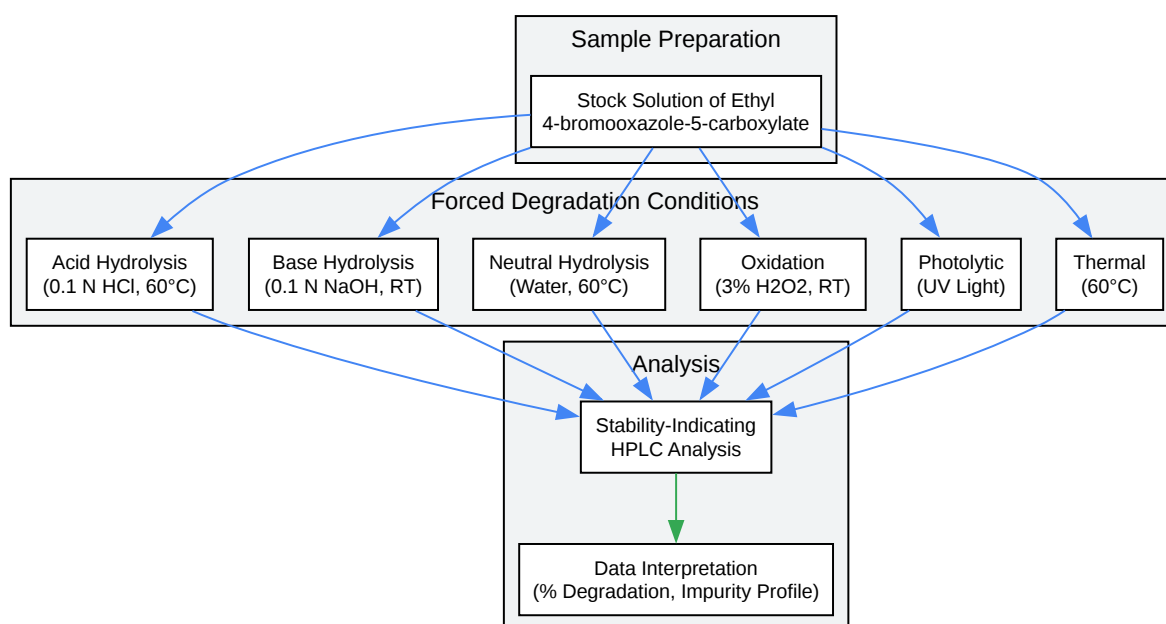 Sample Preparation
Stock Solution of Ethyl
4-bromooxazole-5-carboxylate
Forced Degradation Conditions
Acid Hydrolysis
(0.1 N HCl, 60°C)
Base Hydrolysis
(0.1 N NaOH, RT)
Neutral Hydrolysis
(Water, 60°C)
Oxidation
(3% H2O2, RT)
Photolytic
(UV Light)
Thermal
(60°C)
Analysis
Stability-Indicating
HPLC Analysis
Data Interpretation
(% Degradation, Impurity Profile)